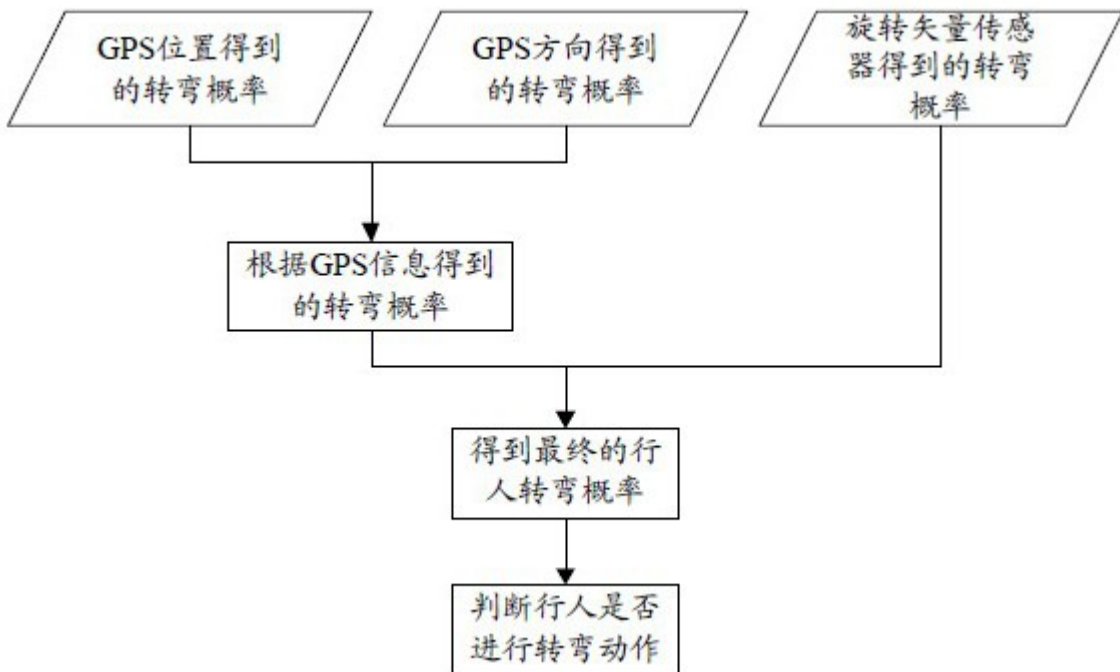 GPS位置得到
的转弯概率
GPS方向得到
的转弯概率
旋转矢量传感
器得到的转弯
概率
根据GPS信息得到
的转弯概率
得到最终的行
人转弯概率
判断行人是否
进行转弯动作